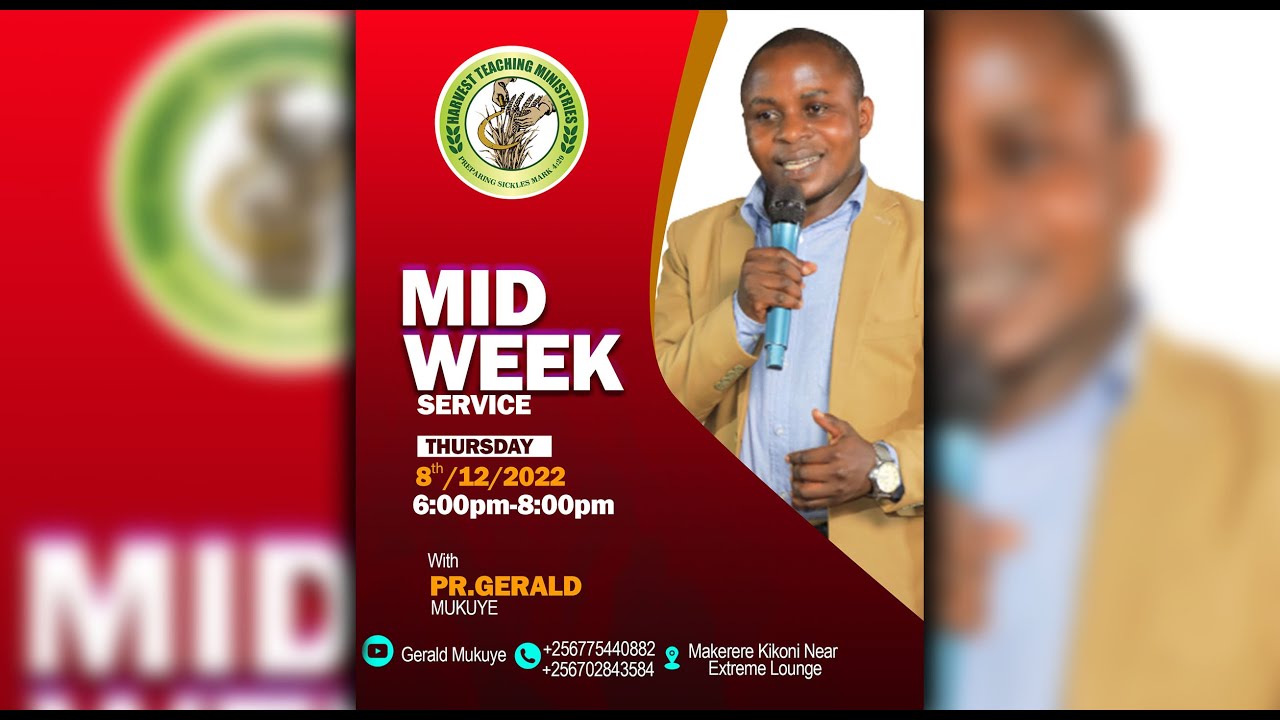 HARVEST TEACHING MINISTRIES
PREPARING SICKLES MARK 4:29
MID
WEEK
SERVICE
THURSDAY
8th/12/2022
6:00pm-8:00pm
With
PR.GERALD
MUKUYE
Gerald Mukuye
+256775440882
+256702843584
Makerere Kikoni Near
Extreme Lounge
MID